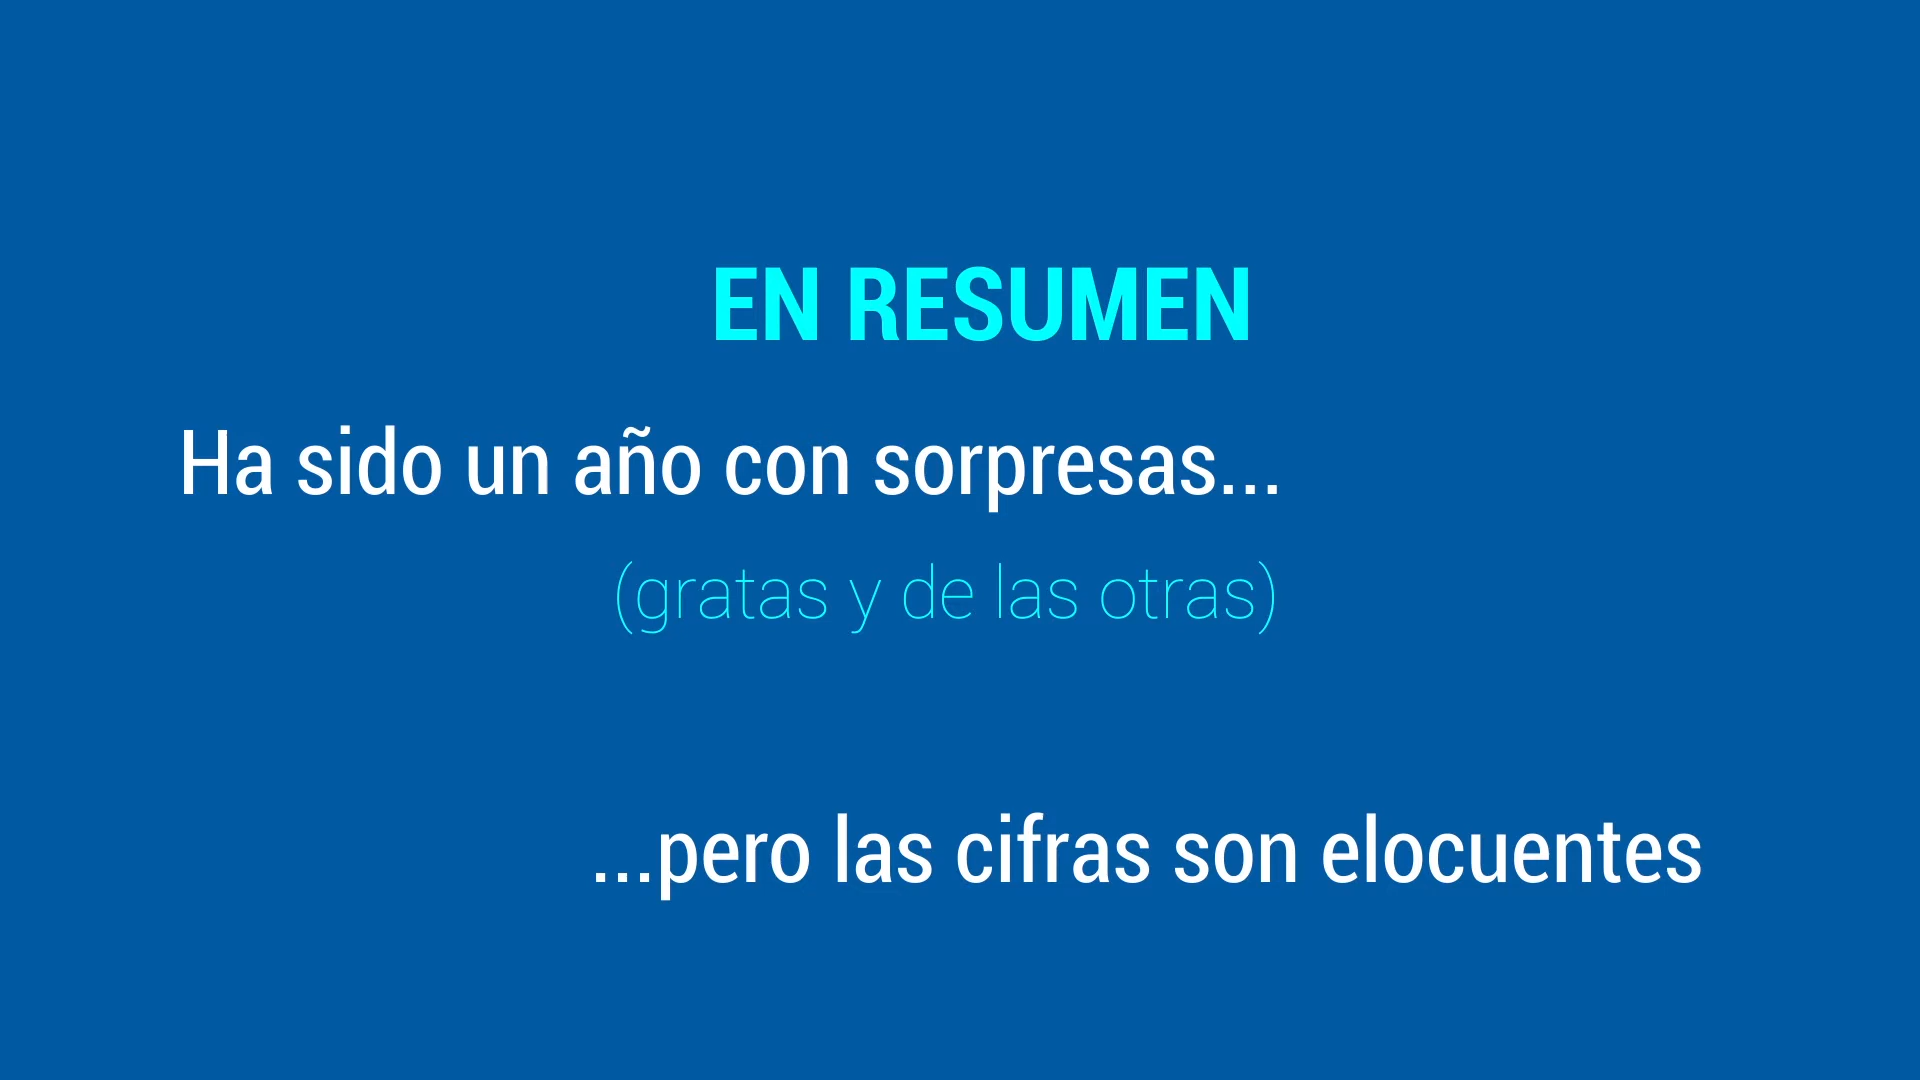 EN RESUMEN
Ha sido un año con sorpresas...
(gratas y de las otras)
...pero las cifras son elocuentes